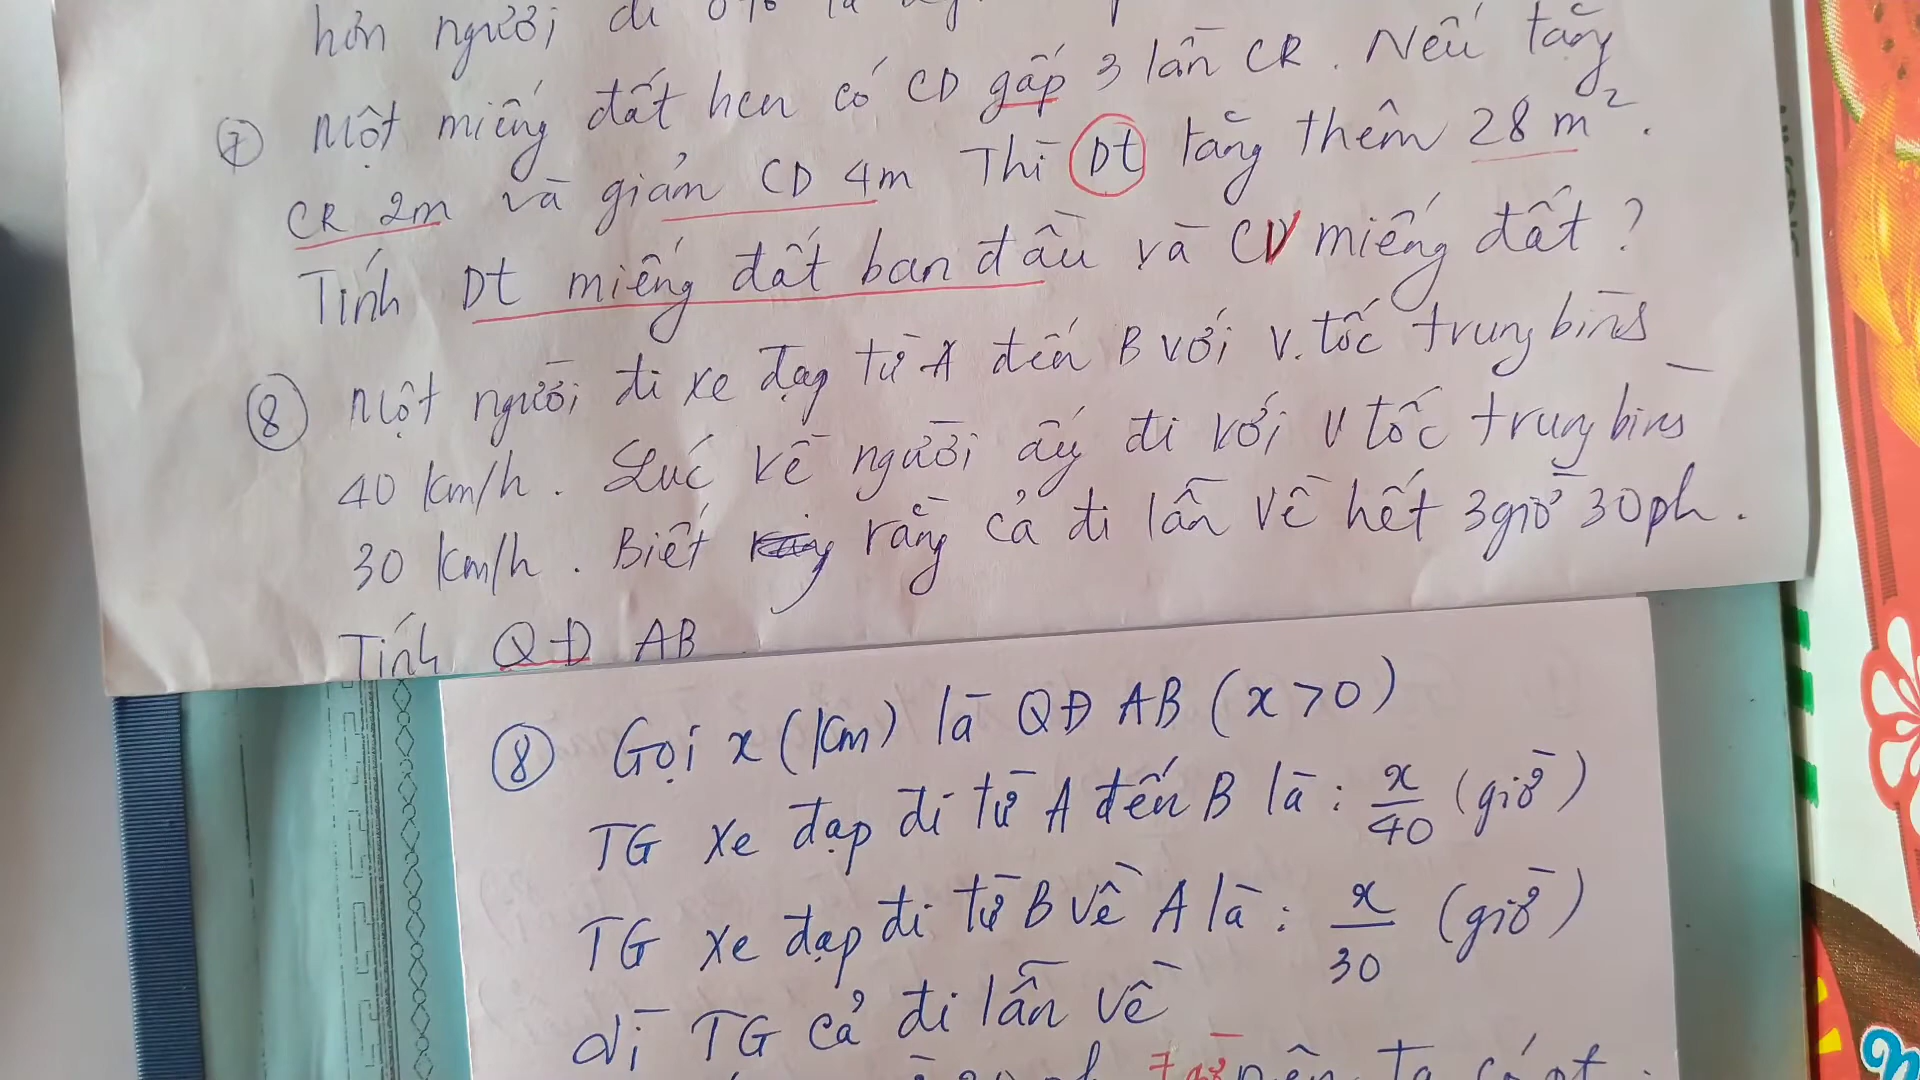 hơn người đi
⑦ Một miếng đất hcn có CD gấp 3 lần CR. Nếu tăng
CR 2m và giảm CD 4m Thì Dt tăng thêm 28 m².
Tính Dt miếng đất ban đầu và CV miếng đất?
⑧ Một người đi xe đạp từ A đến B với v.tốc trung bình
40 km/h. Lúc về người ấy đi với v tốc trung bình
30 km/h. Biết rằng cả đi lẫn về hết 3giờ 30ph.
Tính QĐ AB
⑧ Gọi x (km) là QĐ AB (x>0)
TG xe đạp đi từ A đến B là: x/40 (giờ)
TG xe đạp đi từ B về A là: x/30 (giờ)
Vì TG cả đi lẫn về
nên ta có pt: